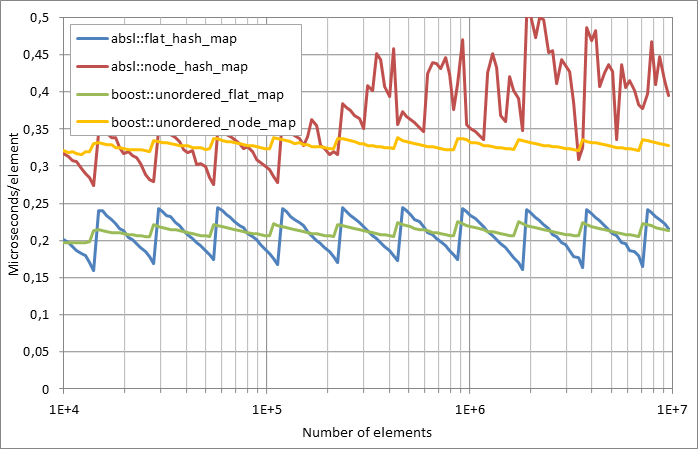 absl::flat_hash_map
absl::node_hash_map
boost::unordered_flat_map
boost::unordered_node_map
Microseconds/element
0,5
0,45
0,4
0,35
0,3
0,25
0,2
0,15
0,1
0,05
0
1E+4
1E+5
1E+6
1E+7
Number of elements